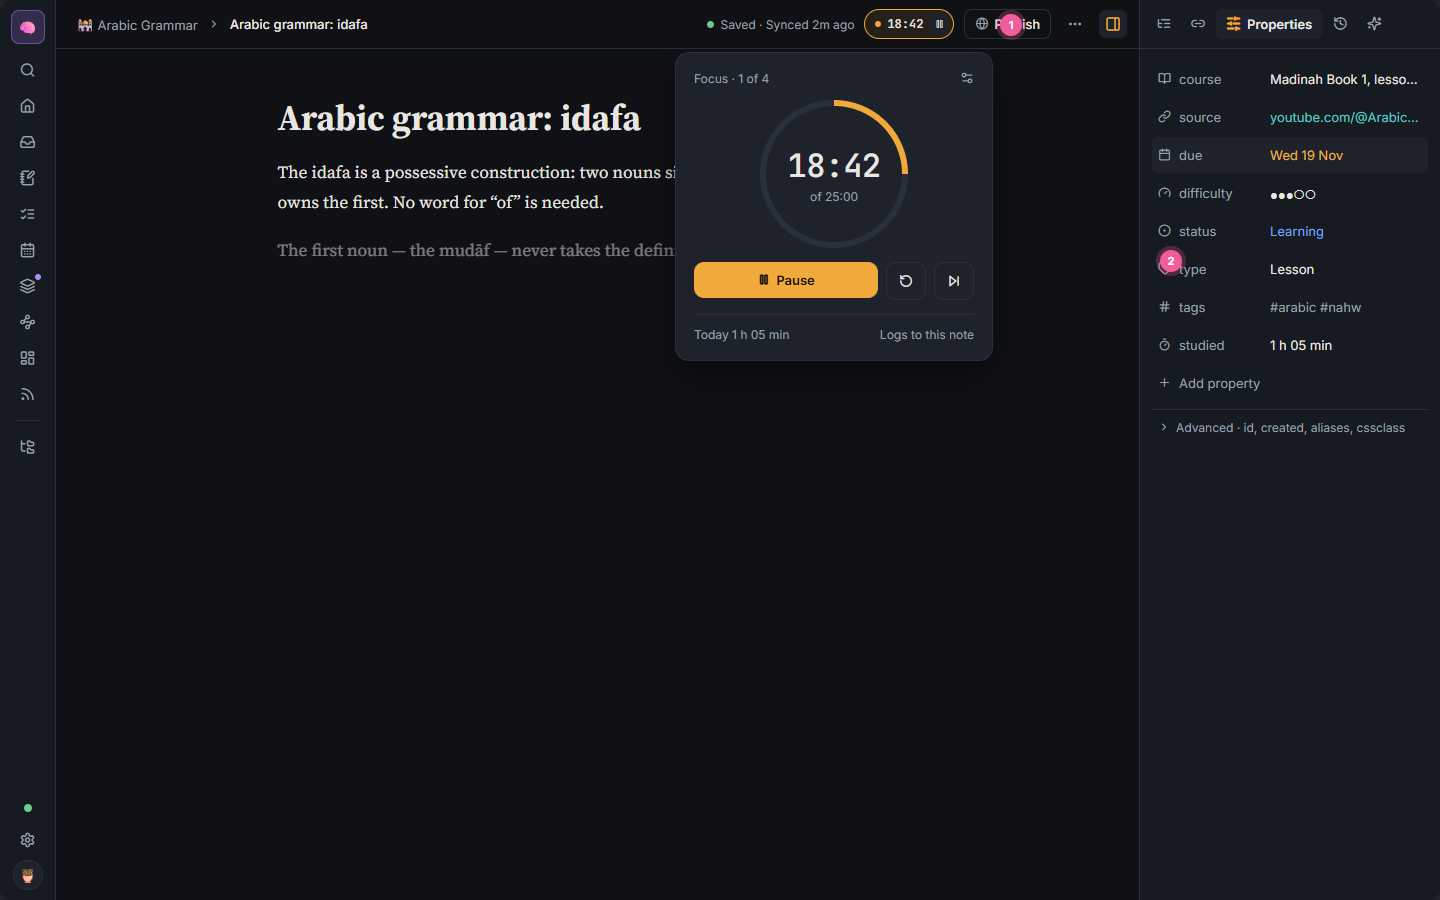 Arabic Grammar > Arabic grammar: idafa
Saved · Synced 2m ago
18:42
1
Properties
Focus · 1 of 4
18:42
of 25:00
Pause
Today 1 h 05 min
Logs to this note
Arabic grammar: idafa
The idafa is a possessive construction: two nouns
owns the first. No word for “of” is needed.
The first noun — the mudāf — never takes the
course Madinah Book 1, lesso...
source youtube.com/@Arabic...
due Wed 19 Nov
difficulty
status Learning
2
type Lesson
tags #arabic #nahw
studied 1 h 05 min
Add property
Advanced · id, created, aliases, cssclass